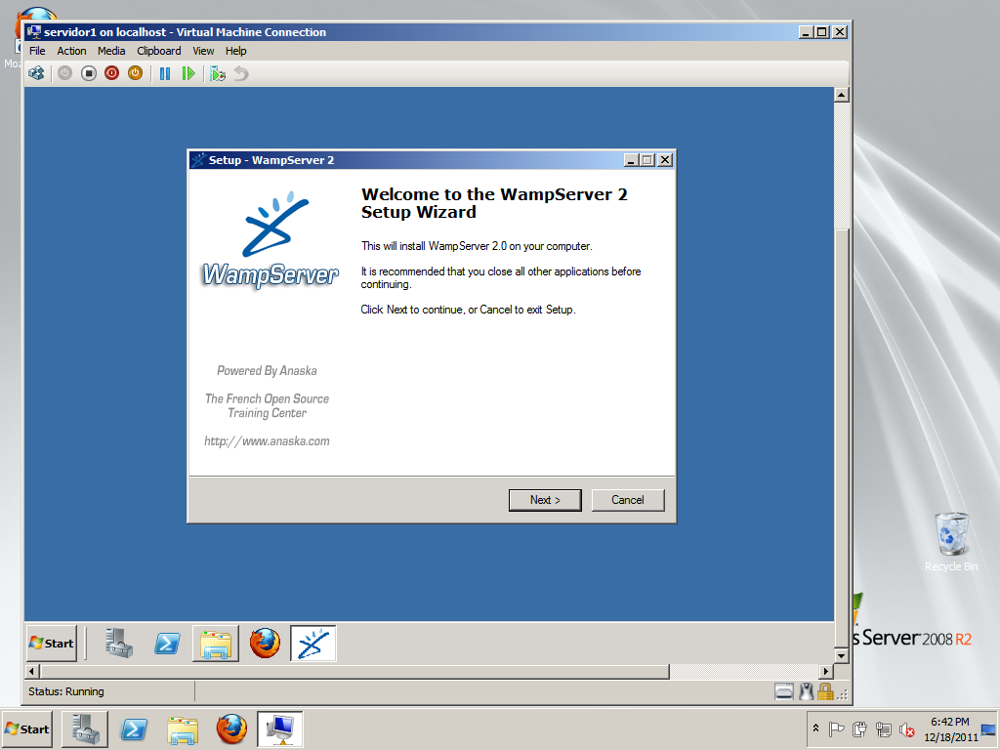 servidor1 on localhost - Virtual Machine Connection
File Action Media Clipboard View Help
Setup - WampServer 2
WampServer
Welcome to the WampServer 2
Setup Wizard
This will install WampServer 2.0 on your computer.
It is recommended that you close all other applications before
continuing.
Click Next to continue, or Cancel to exit Setup.
Powered By Anaska
The French Open Source
Training Center
http://www.anaska.com
Next >
Cancel
Recycle Bin
s Server 2008 R2
Start
Status: Running
Start
6:42 PM
12/18/2011